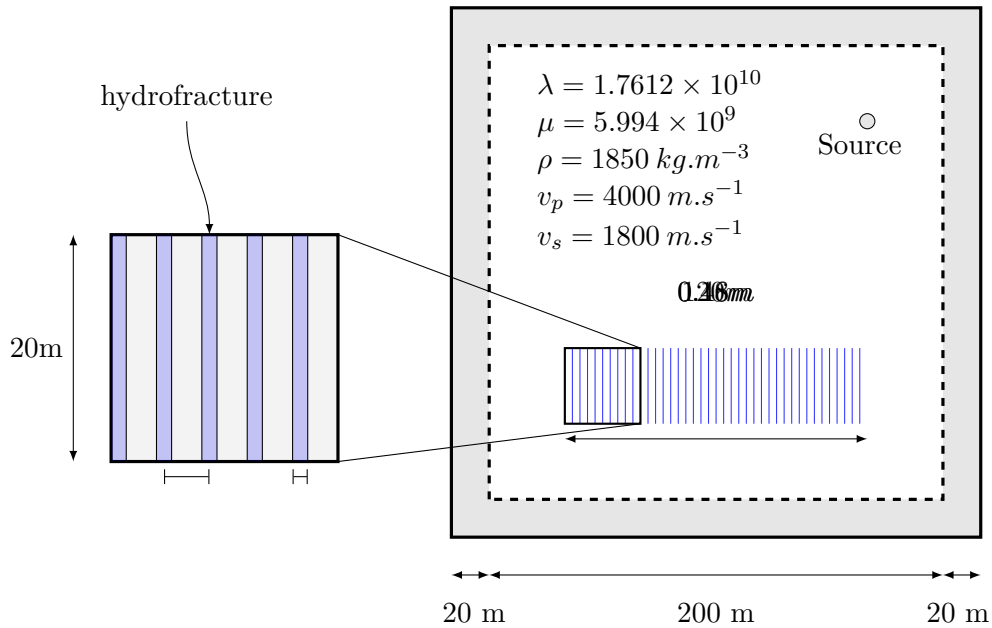 hydrofracture
λ = 1.7612 × 10^10
μ = 5.994 × 10^9
ρ = 1850 kg.m^−3
v_p = 4000 m.s^−1
v_s = 1800 m.s^−1
Source
20m
20 m
200 m
20 m